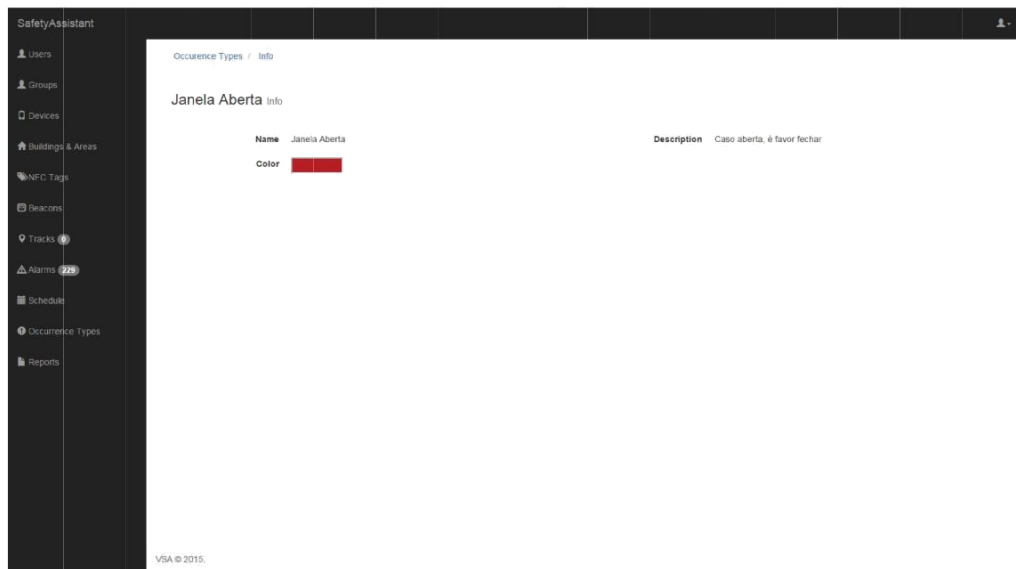 SafetyAssistant
Users
Groups
Devices
Buildings & Areas
NFC Tags
Beacons
Tracks 0
Alarms 229
Schedule
Occurrence Types
Reports
Occurence Types / Info
Janela Aberta Info
Name Janela Aberta
Description Caso aberta, é favor fechar
Color
VSA © 2015.